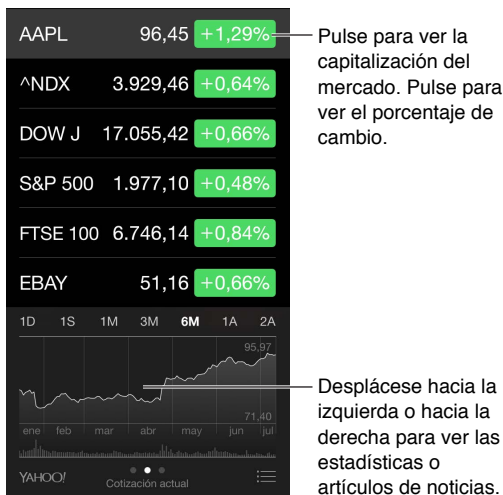 AAPL 96,45 +1,29%
^NDX 3.929,46 +0,64%
DOW J 17.055,42 +0,66%
S&P 500 1.977,10 +0,48%
FTSE 100 6.746,14 +0,84%
EBAY 51,16 +0,66%
1D 1S 1M 3M 6M 1A 2A
95,97
71,40
ene feb mar abr may jun jul
YAHOO!
Cotización actual
Pulse para ver la
capitalización del
mercado. Pulse para
ver el porcentaje de
cambio.
Desplácese hacia la
izquierda o hacia la
derecha para ver las
estadísticas o
artículos de noticias.